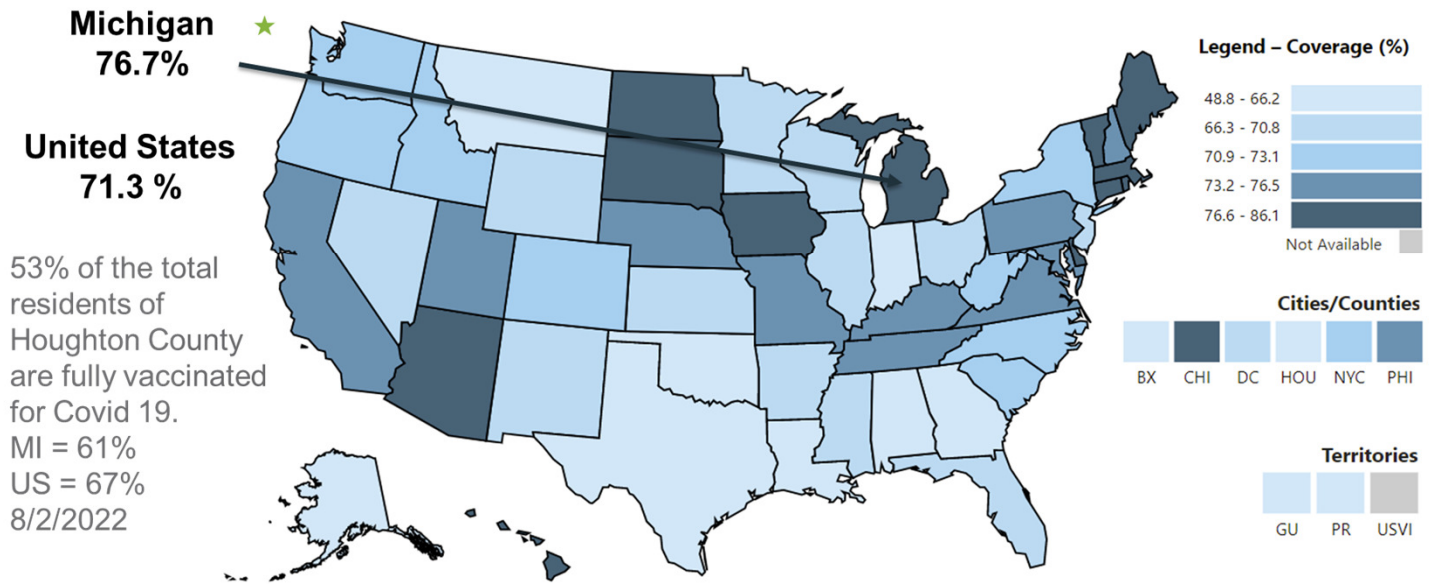 Michigan
76.7%
United States
71.3 %
53% of the total
residents of
Houghton County
are fully vaccinated
for Covid 19.
MI = 61%
US = 67%
8/2/2022
Legend – Coverage (%)
48.8 - 66.2
66.3 - 70.8
70.9 - 73.1
73.2 - 76.5
76.6 - 86.1
Not Available
Cities/Counties
BX CHI DC HOU NYC PHI
Territories
GU PR USVI